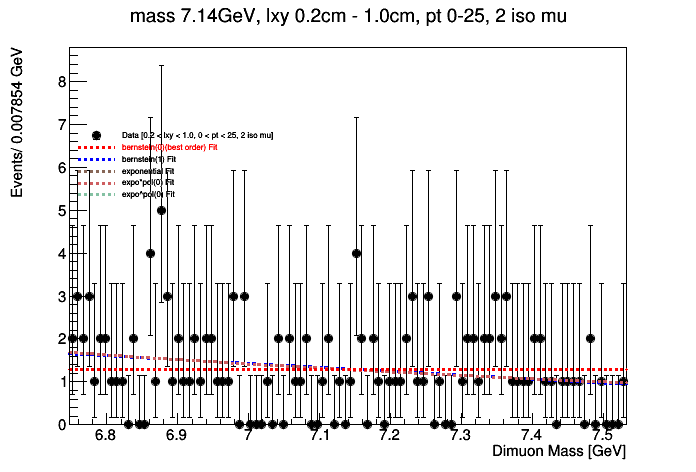 mass 7.14GeV, lxy 0.2cm - 1.0cm, pt 0-25, 2 iso mu
Events/ 0.007854 GeV
8
7
6
5
4
3
2
1
0
Data [0.2 < lxy < 1.0, 0 < pt < 25, 2 iso mu]
bernstein(0)(best order) Fit
bernstein(1) Fit
exponential Fit
expo*pol(0) Fit
expo^pol(0) Fit
6.8 6.9 7 7.1 7.2 7.3 7.4 7.5
Dimuon Mass [GeV]